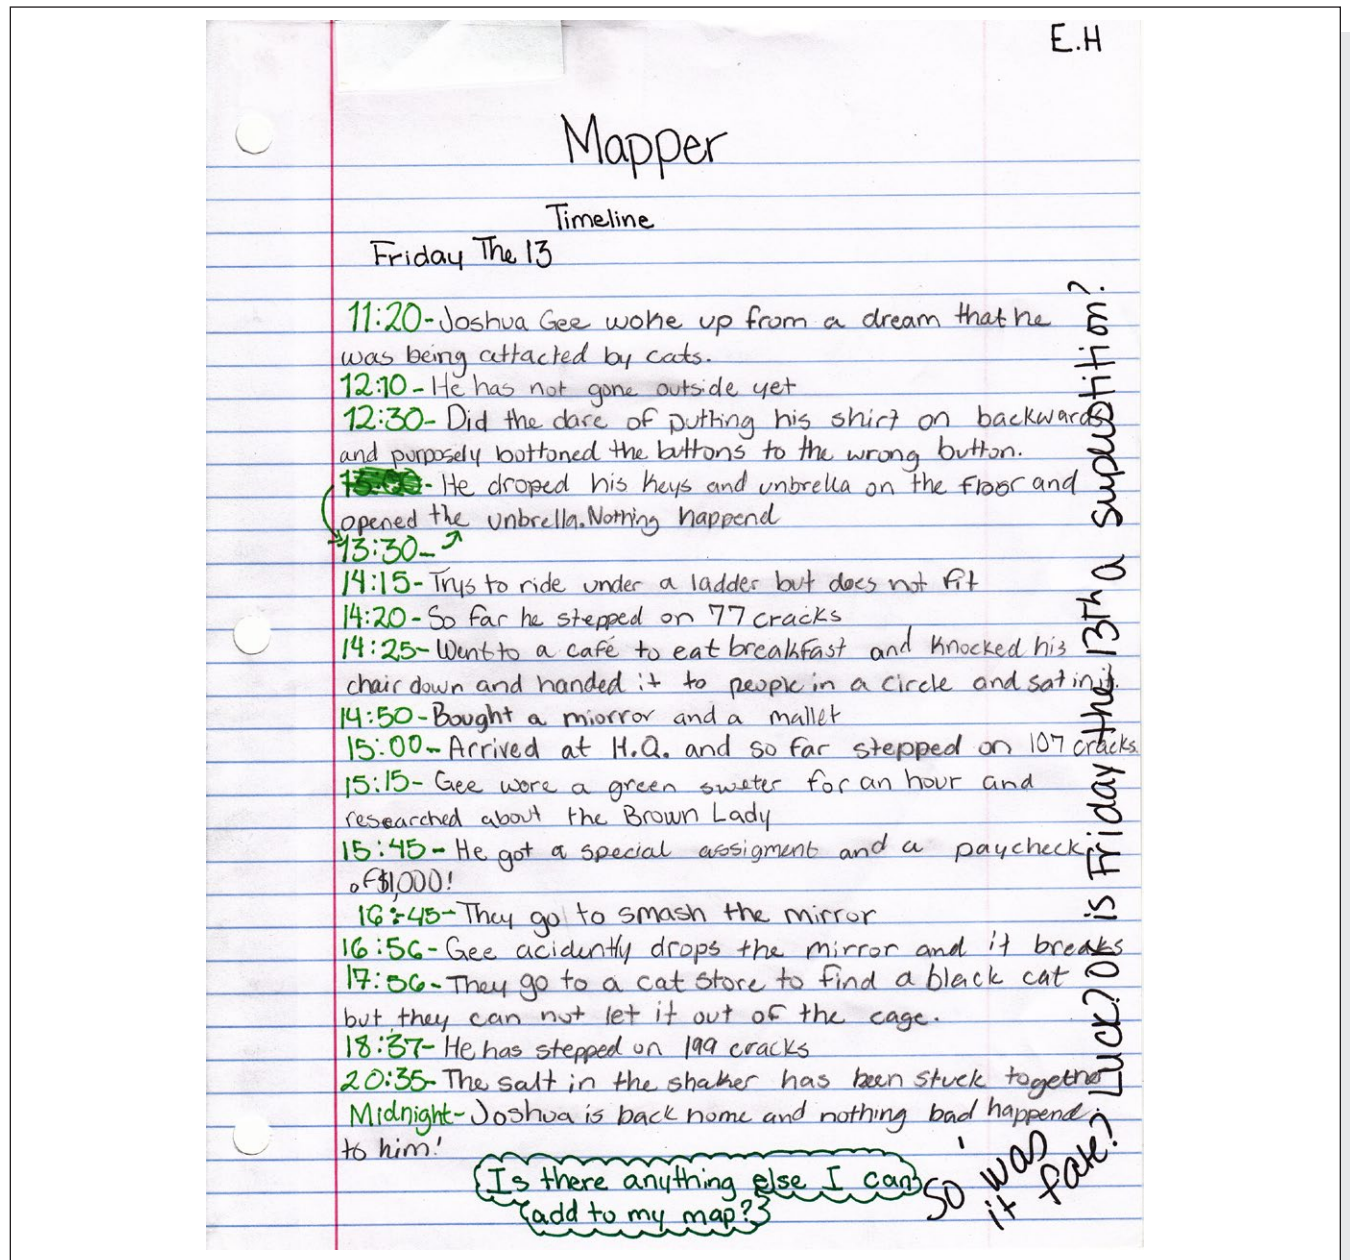 E.H
Mapper
Timeline
Friday The 13
11:20-Joshua Gee woke up from a dream that he
was being attacted by cats.
12:10-He has not gone outside yet
12:30- Did the dare of putting his shirt on backwards
and purposely bottoned the buttons to the wrong button.
- He droped his keys and unbrella on the floor and
opened the unbrella.Nothing happend
13:30-
14:15-Trys to ride under a ladder but does not fit
14:20-So far he stepped on 77 cracks
14:25-Went to a café to eat breakfast and knocked his
chair down and handed it to people in a circle and sat in it.
14:50-Bought a miorror and a mallet
15:00-Arrived at H.Q. and so far stepped on 107 cracks.
15:15- Gee wore a green sweter for an hour and
researched about the Brown Lady
15:45-He got a special assigment and a paycheck
of $1,000!
16:45-They go to smash the mirror
16:56-Gee acidently drops the mirror and it breaks
17:56-They go to a cat store to find a black cat
but they can not let it out of the cage.
18:37-He has stepped on 199 cracks
20:35-The salt in the shaker has been stuck together
Midnight-Joshua is back home and nothing bad happend
to him!
Is there anything else I can
add to my map?
So was
it fate?
Luck? Or is Friday the 13th a superstition?